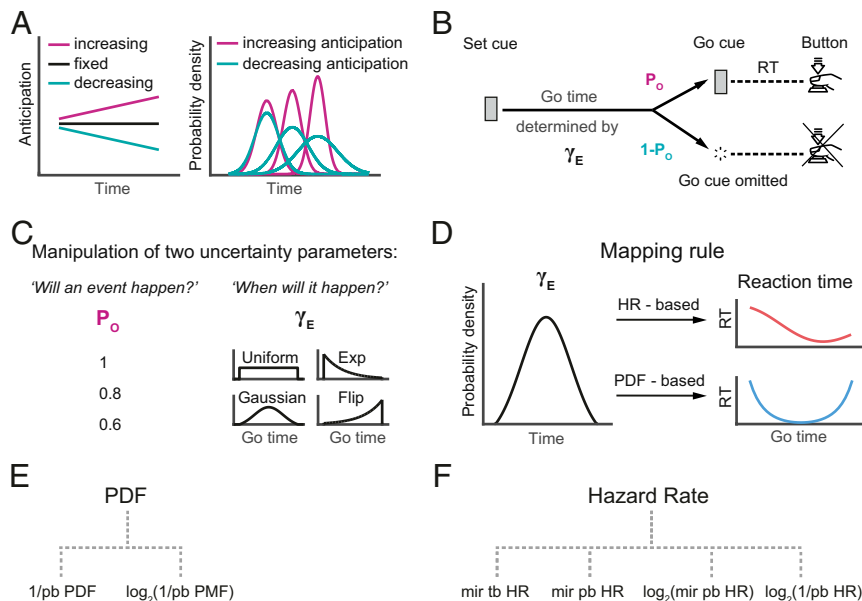 A
increasing
fixed
decreasing
Anticipation
Time
increasing anticipation
decreasing anticipation
Probability density
Time
B
Set cue
Go cue
Button
Po
RT
Go time
determined by
γE
1-Po
Go cue omitted
C
Manipulation of two uncertainty parameters:
'Will an event happen?'
'When will it happen?'
Po
γE
1
0.8
0.6
Uniform
Exp
Gaussian
Flip
Go time
Go time
D
Mapping rule
γE
Reaction time
Probability density
Time
HR - based
RT
PDF - based
RT
Go time
E
PDF
1/pb PDF
log2(1/pb PMF)
F
Hazard Rate
mir tb HR
mir pb HR
log2(mir pb HR)
log2(1/pb HR)